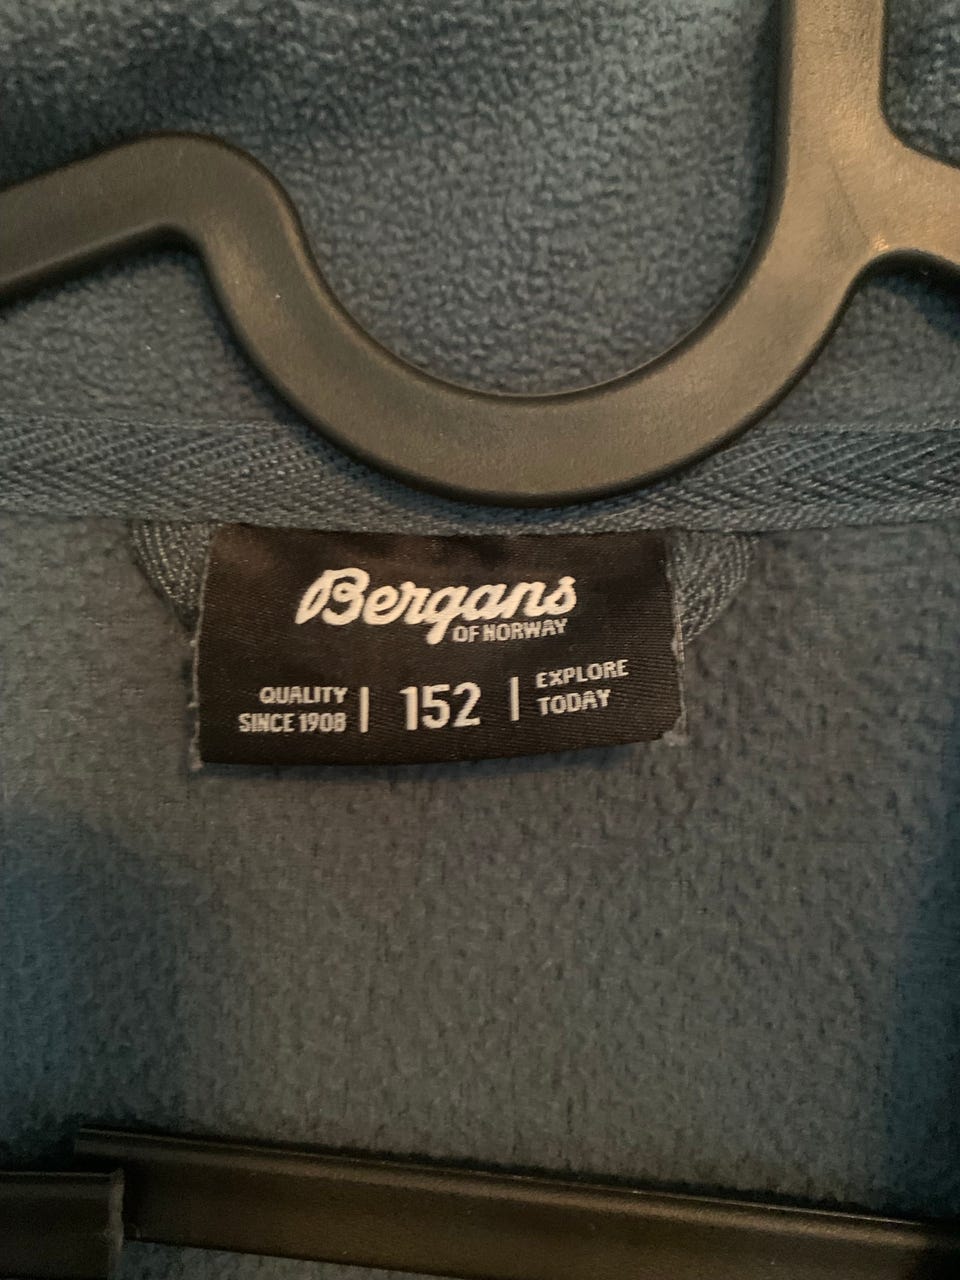 Bergans
OF NORWAY
QUALITY
SINCE 1908
| 152 |
EXPLORE
TODAY